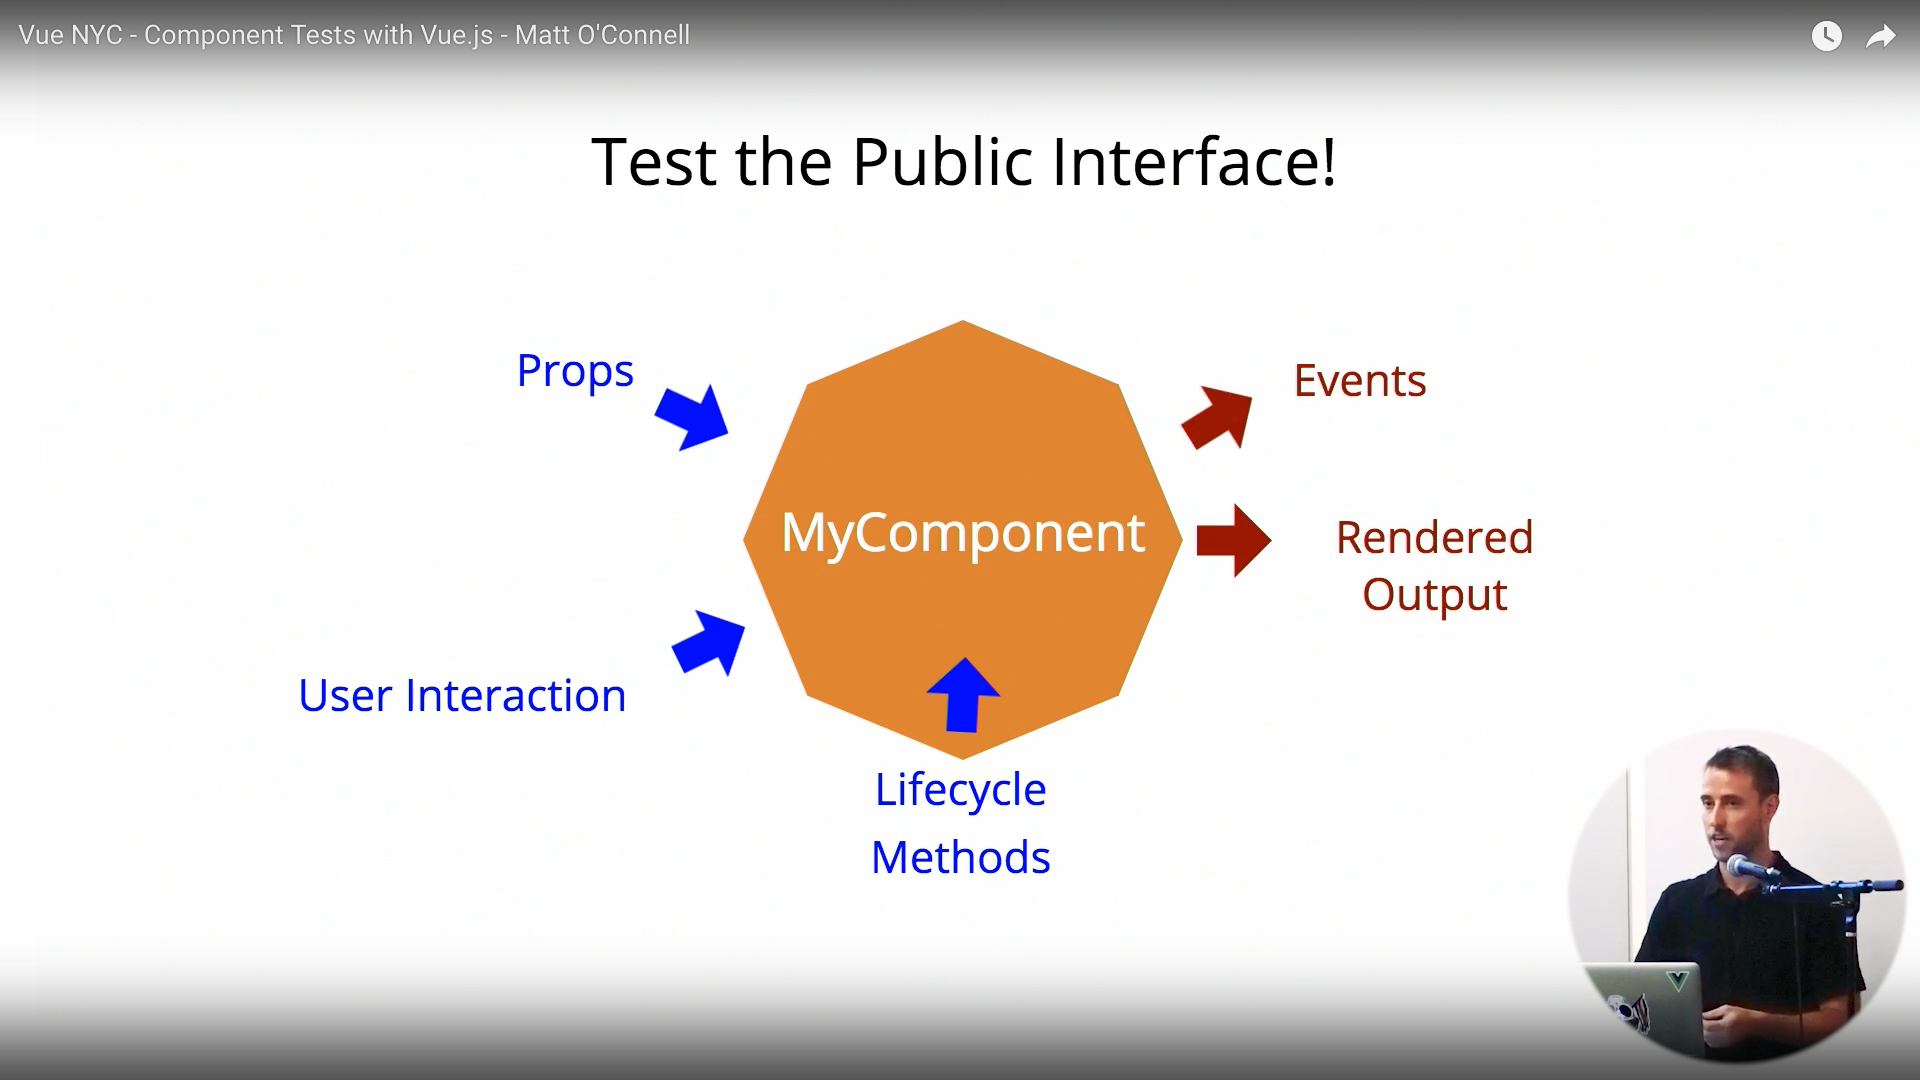 Vue NYC - Component Tests with Vue.js - Matt O'Connell
Test the Public Interface!
Props
Events
MyComponent
Rendered
Output
User Interaction
Lifecycle
Methods